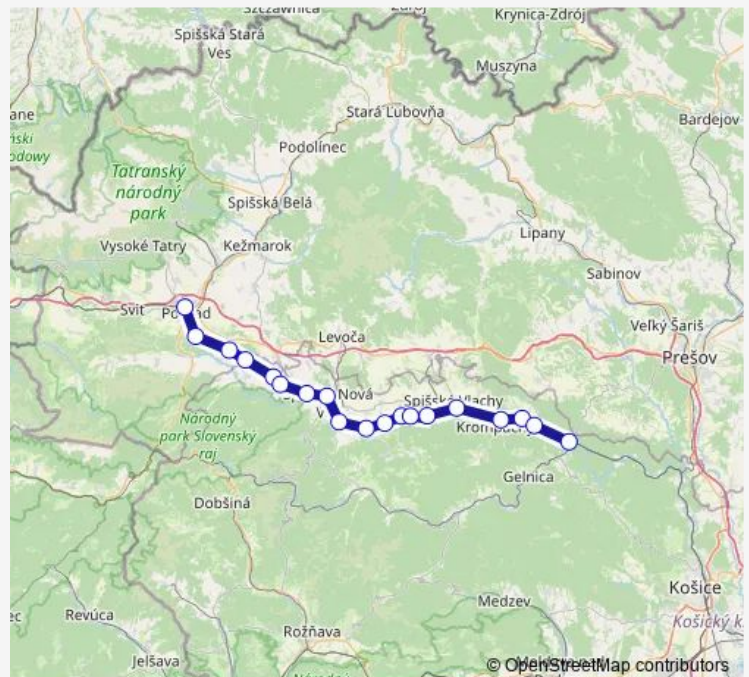 Szczawnica
Krynica-Zdrój
Spišská Stará
Ves
Muszyna
Stará Ľubovňa
Bardejov
Podolínec
Tatranský
národný
park
Spišská Belá
Lipany
Vysoké Tatry
Kežmarok
Sabinov
Svit
Veľký Šariš
Levoča
Prešov
Nová
Spišské Vlachy
Národný
park Slovenský
raj
Gelnica
Dobšiná
Košice
Medzev
Revúca
Košický k
Rožňava
Jelšava
© OpenStreetMap contributors